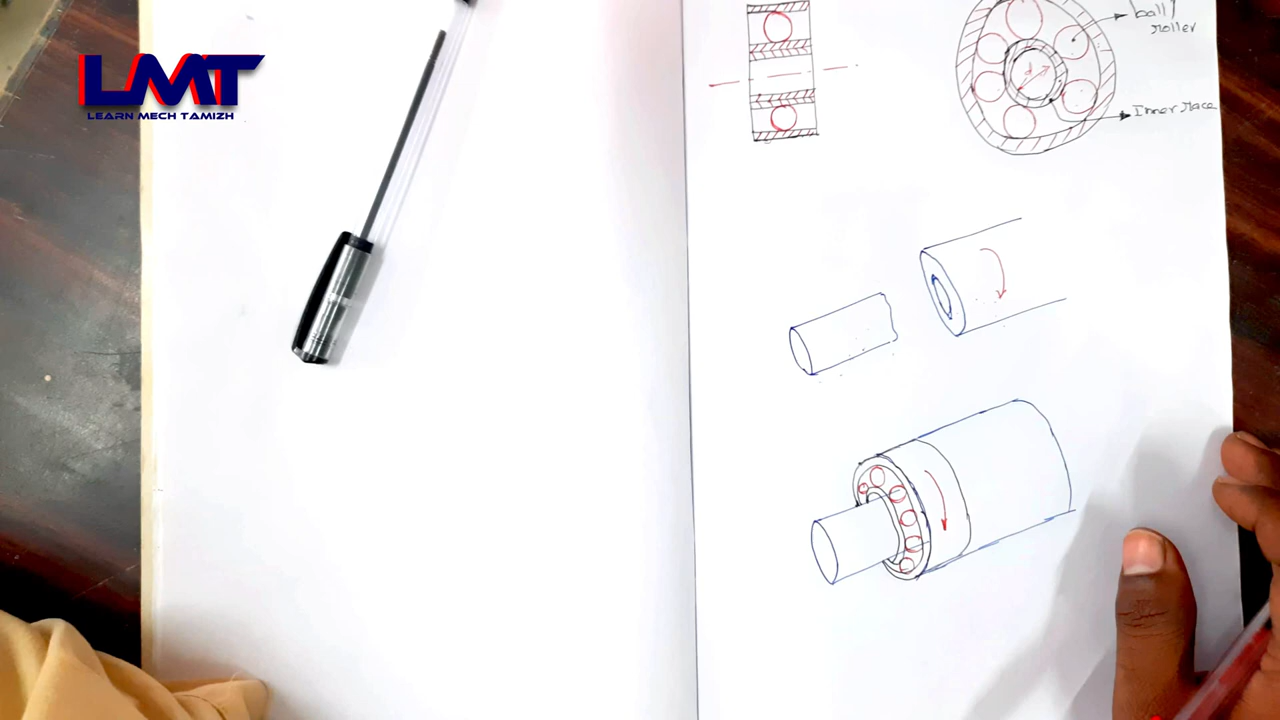 LMT
LEARN MECH TAMIZH
ball /
roller
d
Inner race